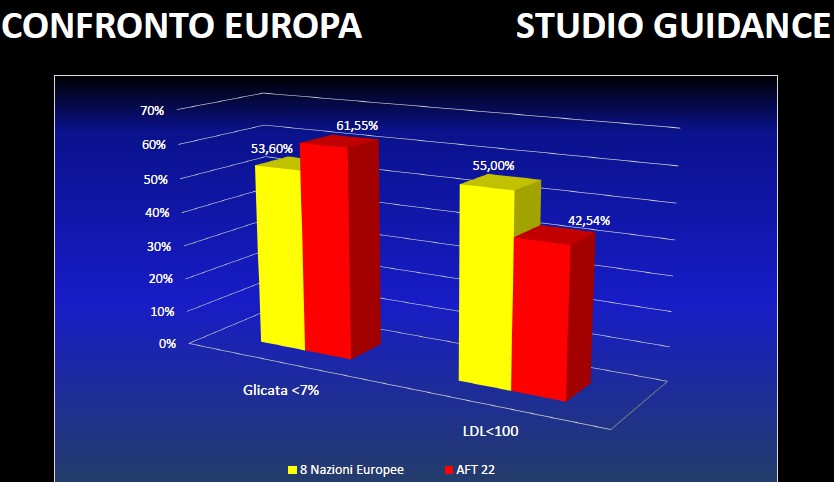 CONFRONTO EUROPA STUDIO GUIDANCE
70%
60%
50%
40%
30%
20%
10%
0%
53,60%
61,55%
55,00%
42,54%
Glicata <7%
LDL<100
8 Nazioni Europee
AFT 22